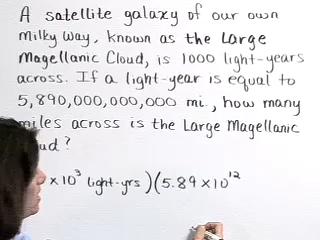 A satellite galaxy of our own
Milky Way, known as the Large
Magellanic Cloud, is 1000 light-years
across. If a light-year is equal to
5,890,000,000,000 mi., how many
miles across is the Large Magellanic
oud?
× 10³ light-yrs)(5.89 × 10¹²